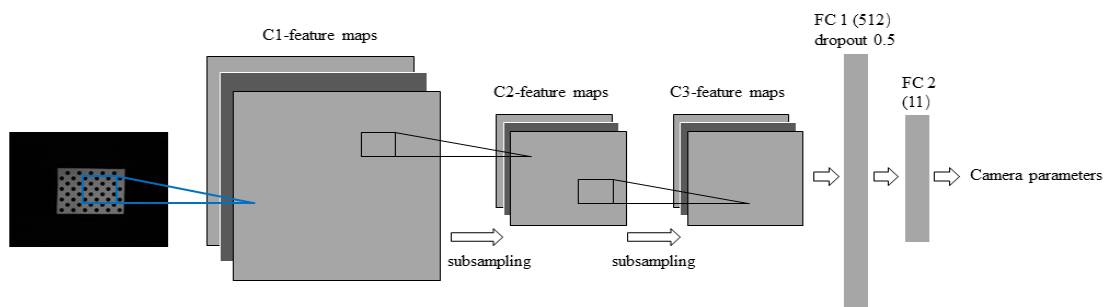 C1-feature maps
C2-feature maps
C3-feature maps
FC 1 (512)
dropout 0.5
FC 2
(11)
subsampling
subsampling
Camera parameters